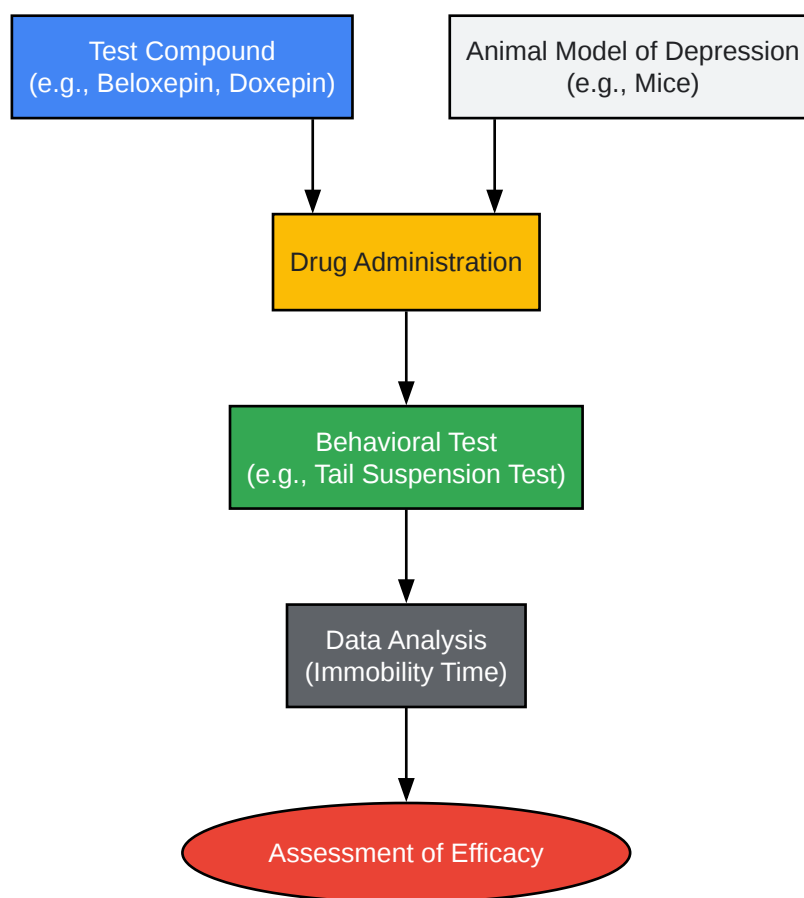 Test Compound
(e.g., Beloxepin, Doxepin)
Animal Model of Depression
(e.g., Mice)
Drug Administration
Behavioral Test
(e.g., Tail Suspension Test)
Data Analysis
(Immobility Time)
Assessment of Efficacy